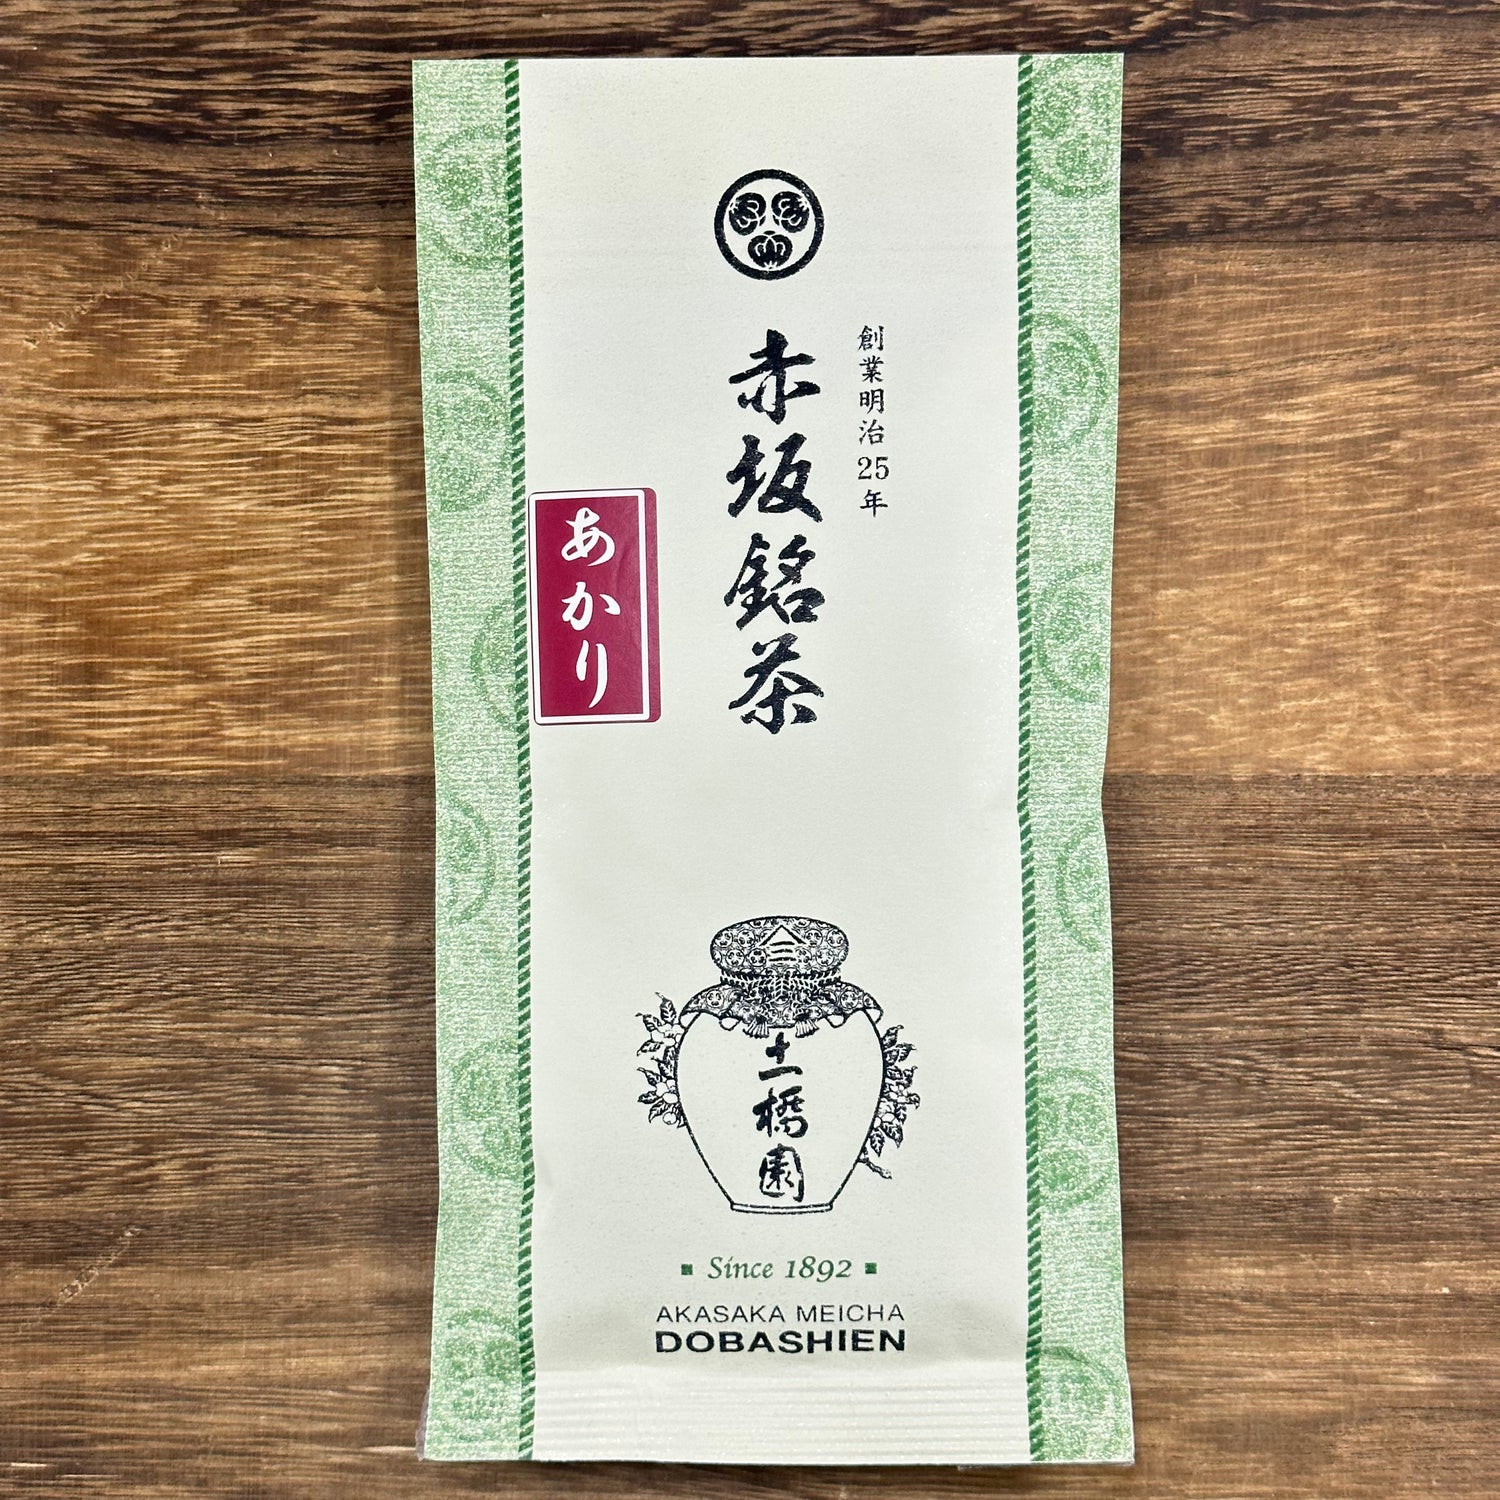 創業明治25年
赤坂銘茶
あかり
土橋園
Since 1892
AKASAKA MEICHA
DOBASHIEN